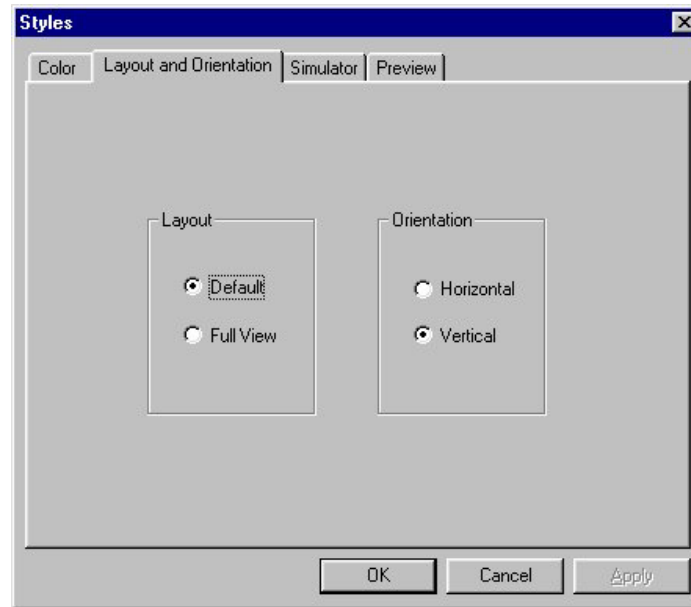 Styles
Color Layout and Orientation Simulator Preview
Layout
Default
Full View
Orientation
Horizontal
Vertical
OK Cancel Apply